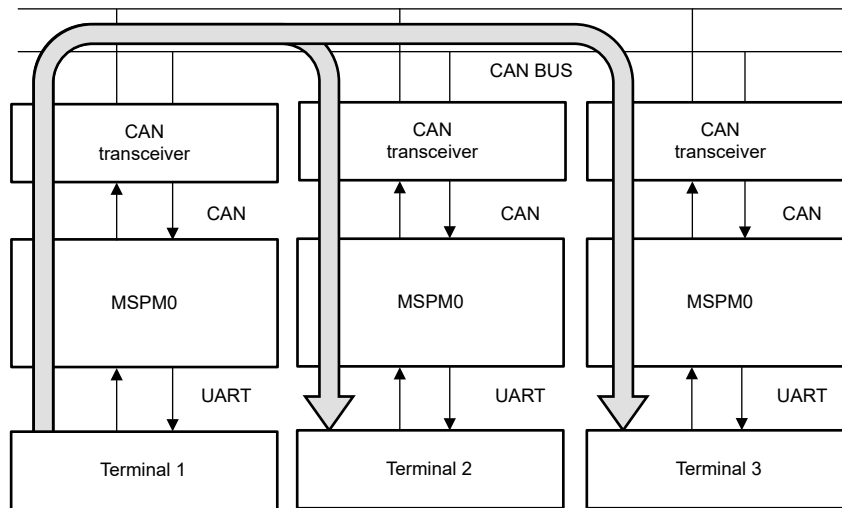 CAN BUS
CAN
transceiver
CAN
transceiver
CAN
transceiver
CAN
CAN
CAN
MSPM0
MSPM0
MSPM0
UART
UART
UART
Terminal 1
Terminal 2
Terminal 3